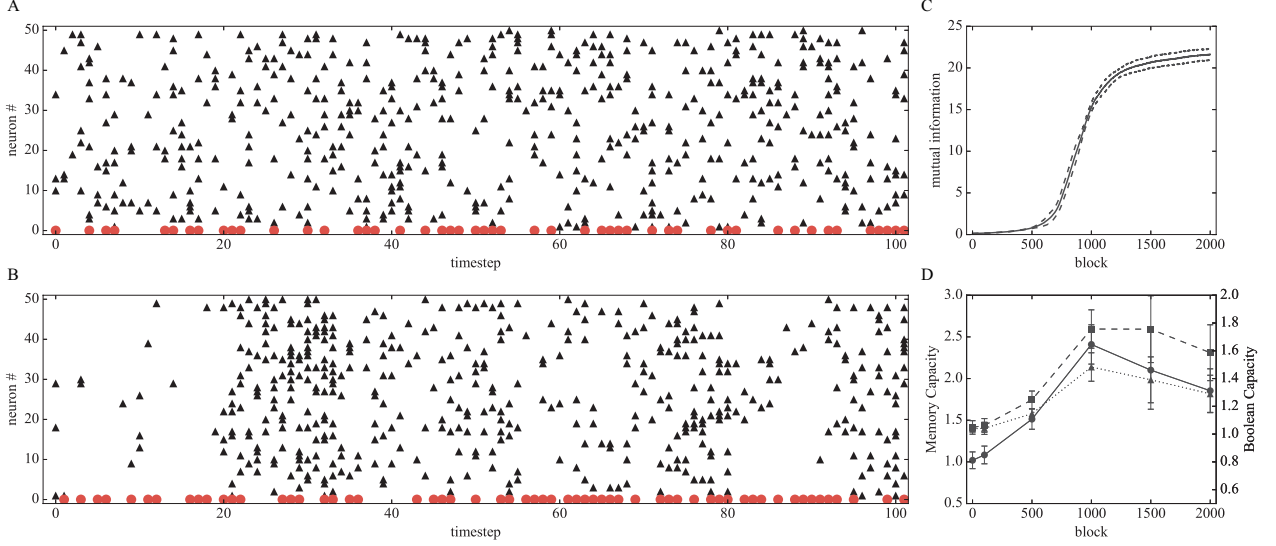 A
50
40
30
20
10
0
neuron #
0 20 40 60 80 100
timestep
B
50
40
30
20
10
0
neuron #
0 20 40 60 80 100
timestep
C
25
20
15
10
5
0
mutual information
0 500 1000 1500 2000
block
D
3.0
2.5
2.0
1.5
1.0
0.5
Memory Capacity
2.0
1.8
1.6
1.4
1.2
1.0
0.8
0.6
Boolean Capacity
0 500 1000 1500 2000
block